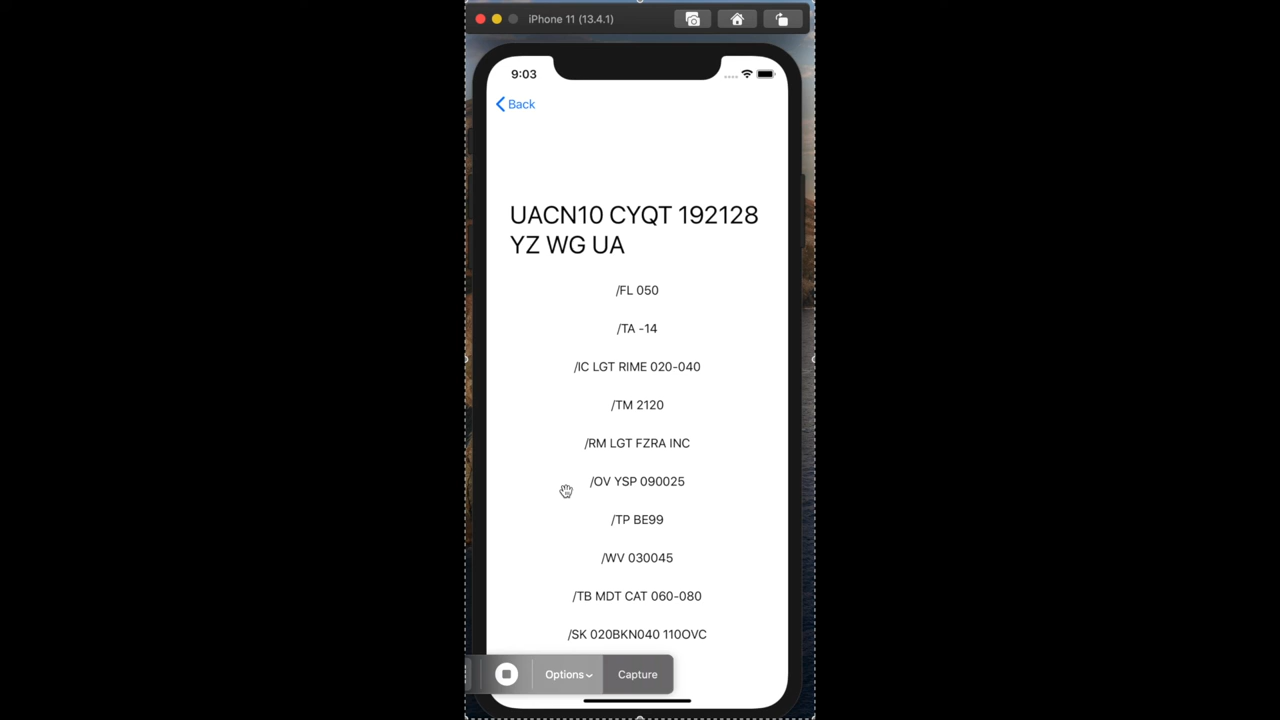 iPhone 11 (13.4.1)
9:03
Back
UACN10 CYQT 192128
YZ WG UA
/FL 050
/TA -14
/IC LGT RIME 020-040
/TM 2120
/RM LGT FZRA INC
/OV YSP 090025
/TP BE99
/WV 030045
/TB MDT CAT 060-080
/SK 020BKN040 110OVC
Options
Capture